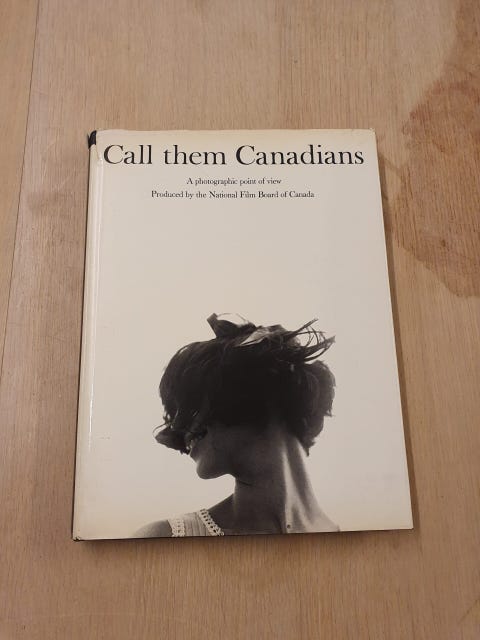 Call them Canadians
A photographic point of view
Produced by the National Film Board of Canada